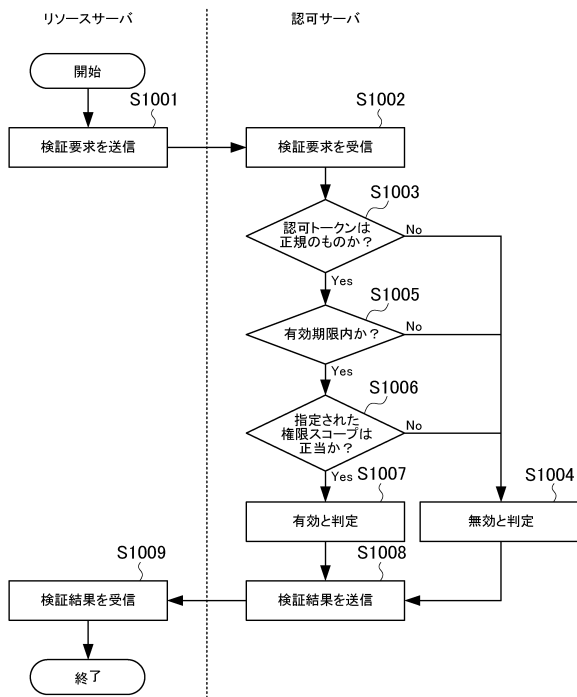 リソースサーバ
認可サーバ
開始
S1001
検証要求を送信
S1002
検証要求を受信
S1003
認可トークンは
正規のものか？
No
Yes
S1005
有効期限内か？
No
Yes
S1006
指定された
権限スコープは
正当か？
No
Yes
S1007
有効と判定
S1004
無効と判定
S1008
検証結果を送信
S1009
検証結果を受信
終了